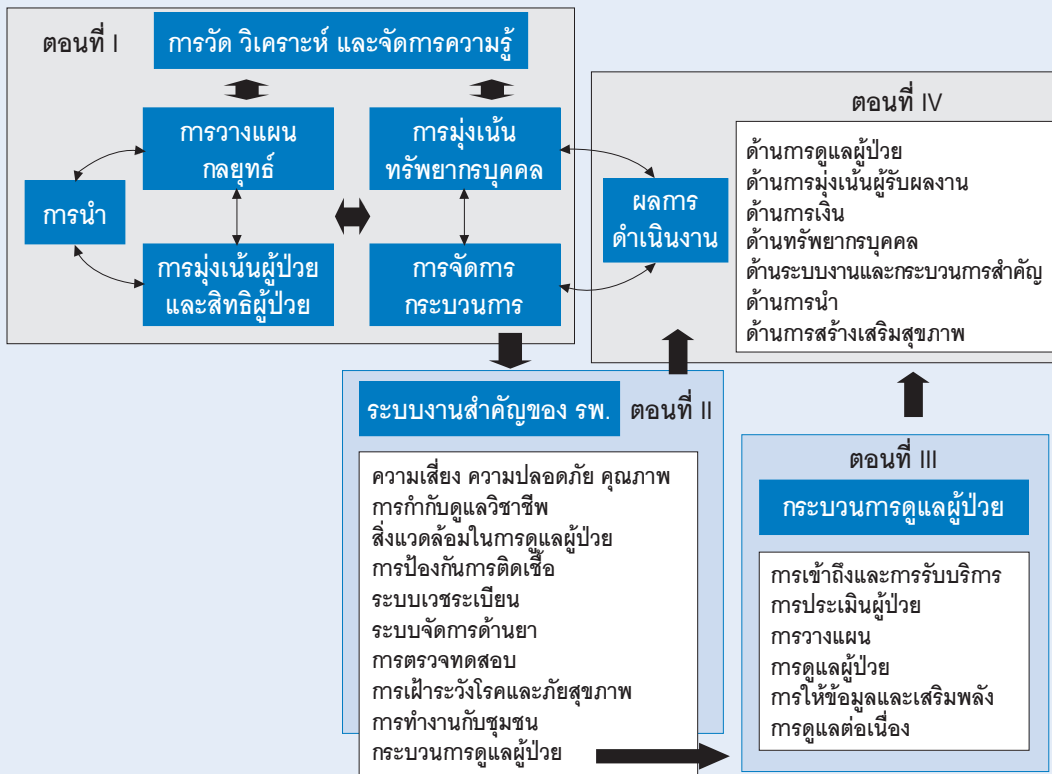 ตอนที่ I
การวัด วิเคราะห์ และจัดการความรู้
การวางแผน
กลยุทธ์
การมุ่งเน้น
ทรัพยากรบุคคล
การนำ
การมุ่งเน้นผู้ป่วย
และสิทธิผู้ป่วย
การจัดการ
กระบวนการ
ผลการ
ดำเนินงาน
ตอนที่ IV
ด้านการดูแลผู้ป่วย
ด้านการมุ่งเน้นผู้รับผลงาน
ด้านการเงิน
ด้านทรัพยากรบุคคล
ด้านระบบงานและกระบวนการสำคัญ
ด้านการนำ
ด้านการสร้างเสริมสุขภาพ
ระบบงานสำคัญของ รพ.
ตอนที่ II
ความเสี่ยง ความปลอดภัย คุณภาพ
การกำกับดูแลวิชาชีพ
สิ่งแวดล้อมในการดูแลผู้ป่วย
การป้องกันการติดเชื้อ
ระบบเวชระเบียน
ระบบจัดการด้านยา
การตรวจทดสอบ
การเฝ้าระวังโรคและภัยสุขภาพ
การทำงานกับชุมชน
กระบวนการดูแลผู้ป่วย
ตอนที่ III
กระบวนการดูแลผู้ป่วย
การเข้าถึงและการรับบริการ
การประเมินผู้ป่วย
การวางแผน
การดูแลผู้ป่วย
การให้ข้อมูลและเสริมพลัง
การดูแลต่อเนื่อง